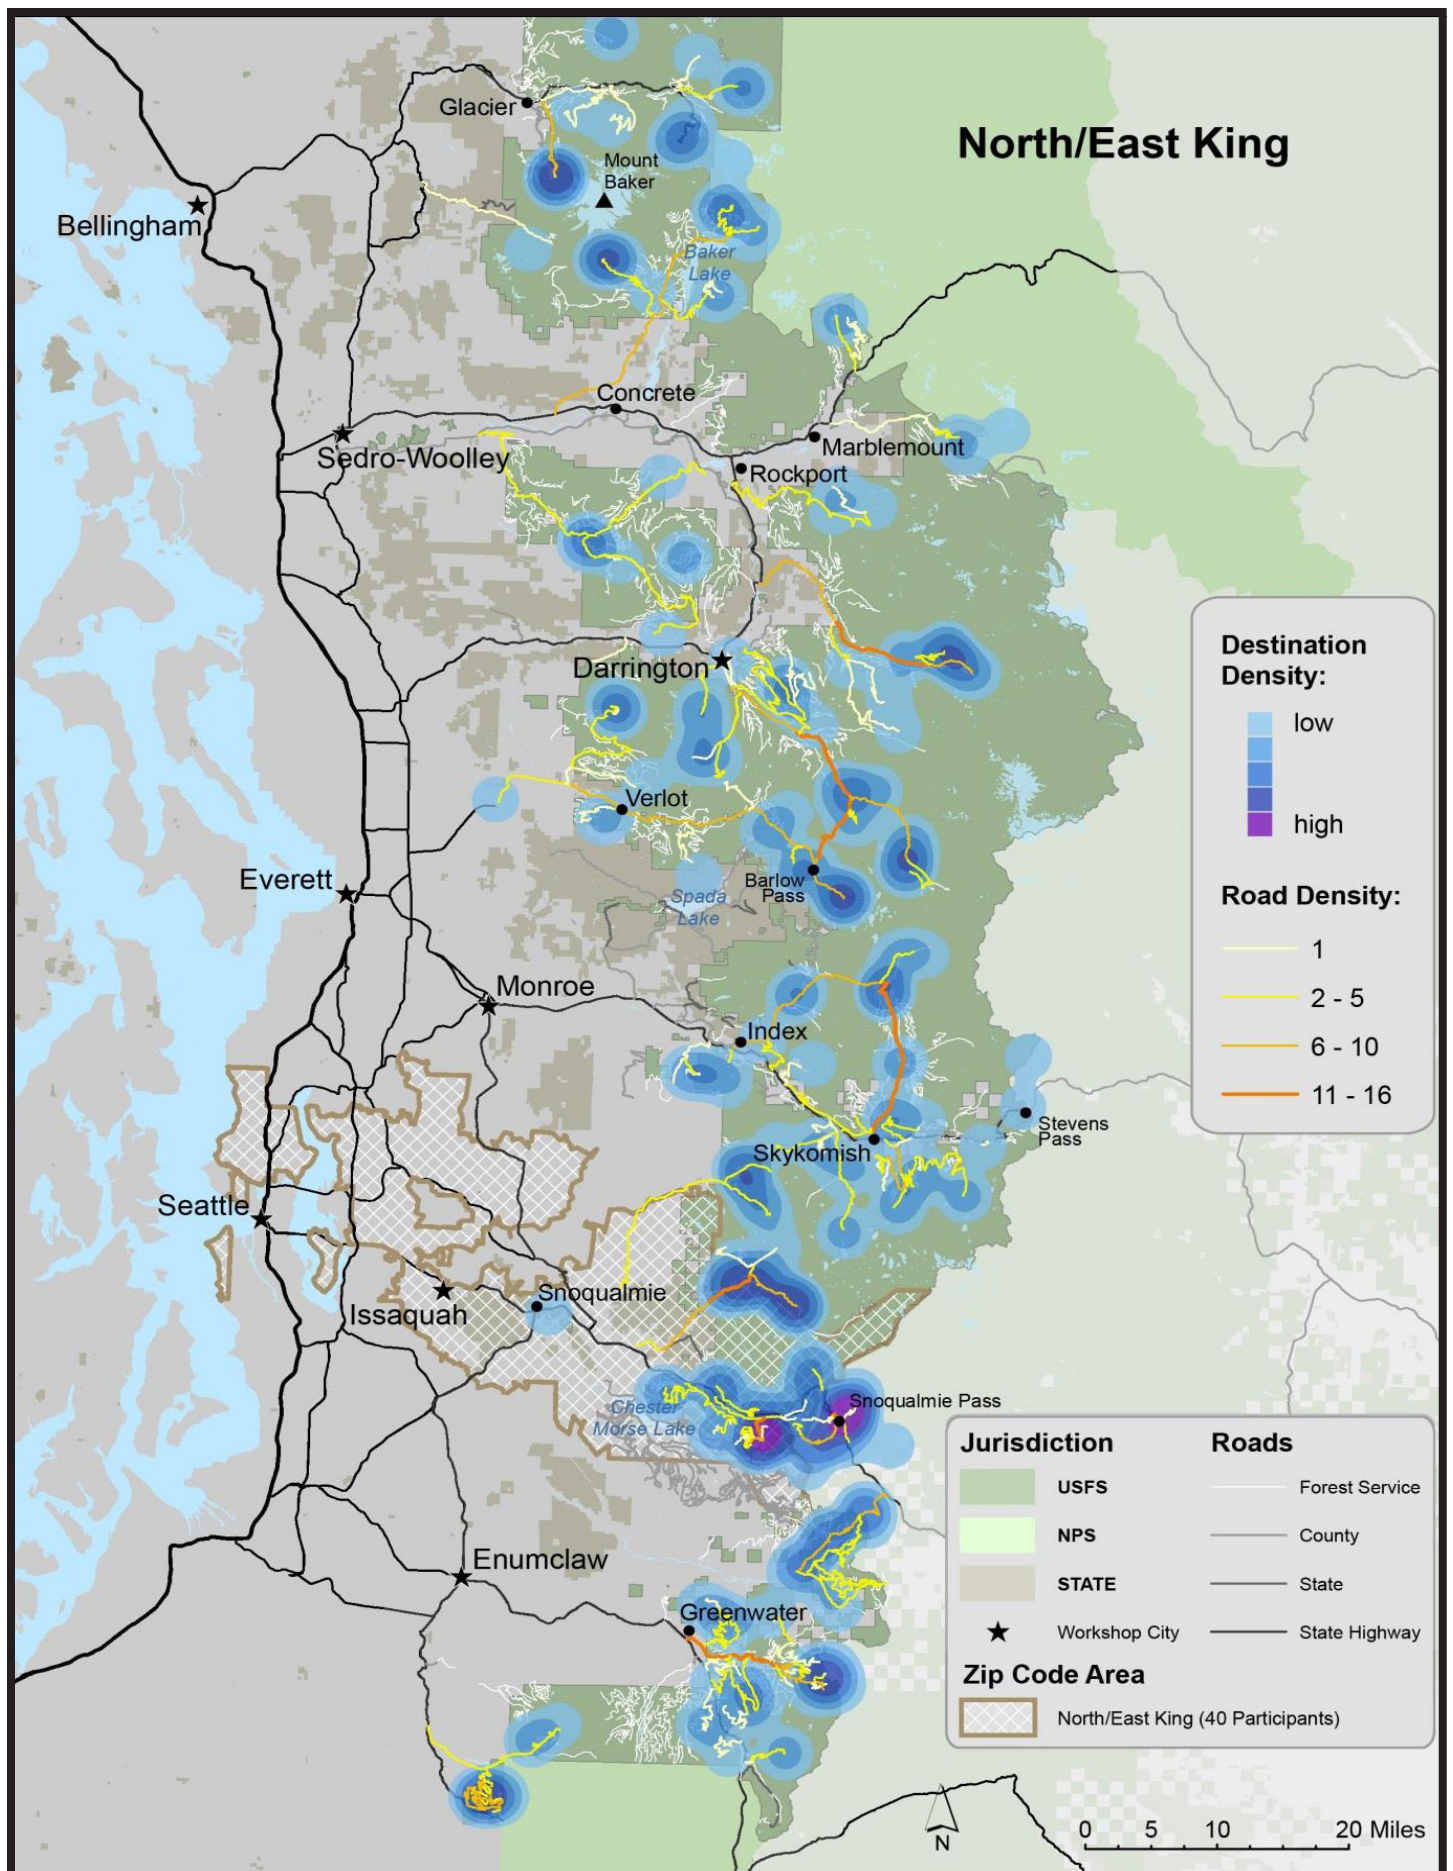 North/East King
Glacier
Mount
Baker
Bellingham
Baker
Lake
Concrete
Sedro-Woolley
Marblemount
Rockport
Darrington
Verlot
Everett
Barlow
Pass
Spada
Lake
Monroe
Index
Stevens
Pass
Skykomish
Seattle
Snoqualmie
Issaquah
Chester
Morse Lake
Snoqualmie Pass
Enumclaw
Greenwater
Destination
Density:
low
high
Road Density:
1
2 - 5
6 - 10
11 - 16
Jurisdiction
USFS
NPS
STATE
Workshop City
Roads
Forest Service
County
State
State Highway
Zip Code Area
North/East King (40 Participants)
N
0 5 10 20 Miles